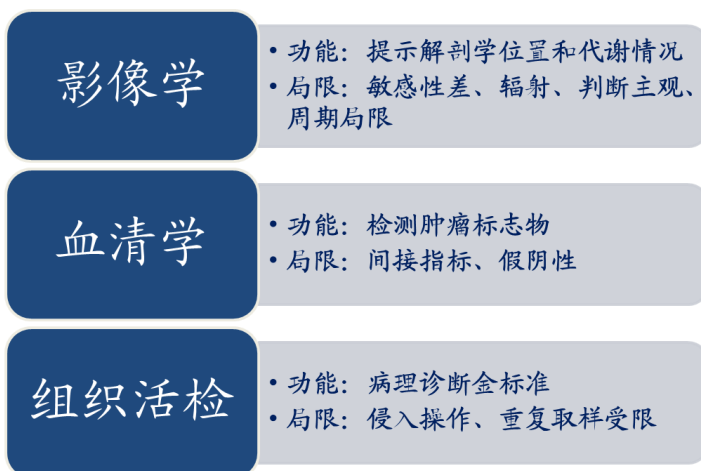 影像学
• 功能：提示解剖学位置和代谢情况
• 局限：敏感性差、辐射、判断主观、
周期局限
血清学
• 功能：检测肿瘤标志物
• 局限：间接指标、假阴性
组织活检
• 功能：病理诊断金标准
• 局限：侵入操作、重复取样受限